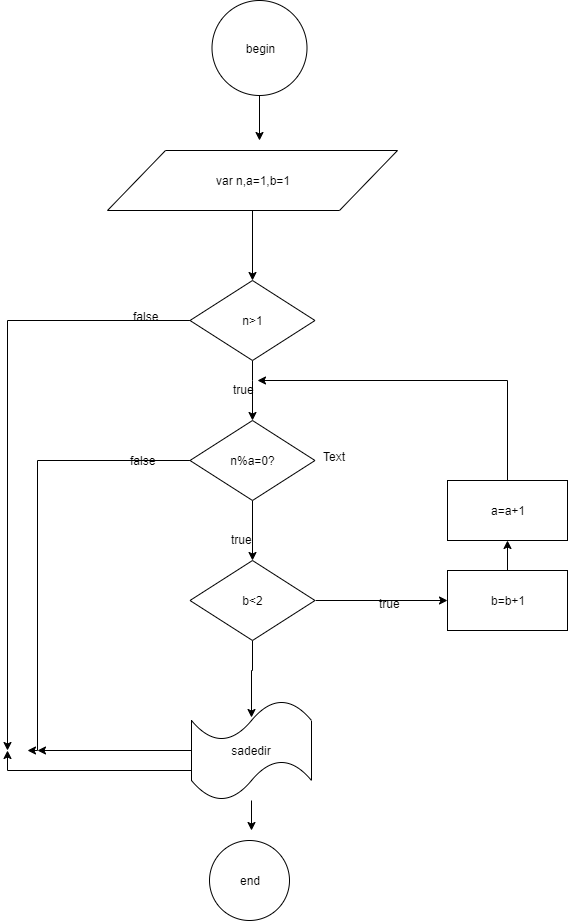 begin
var n,a=1,b=1
n>1
false
true
n%a=0?
Text
false
a=a+1
true
b<2
true
b=b+1
sadedir
end